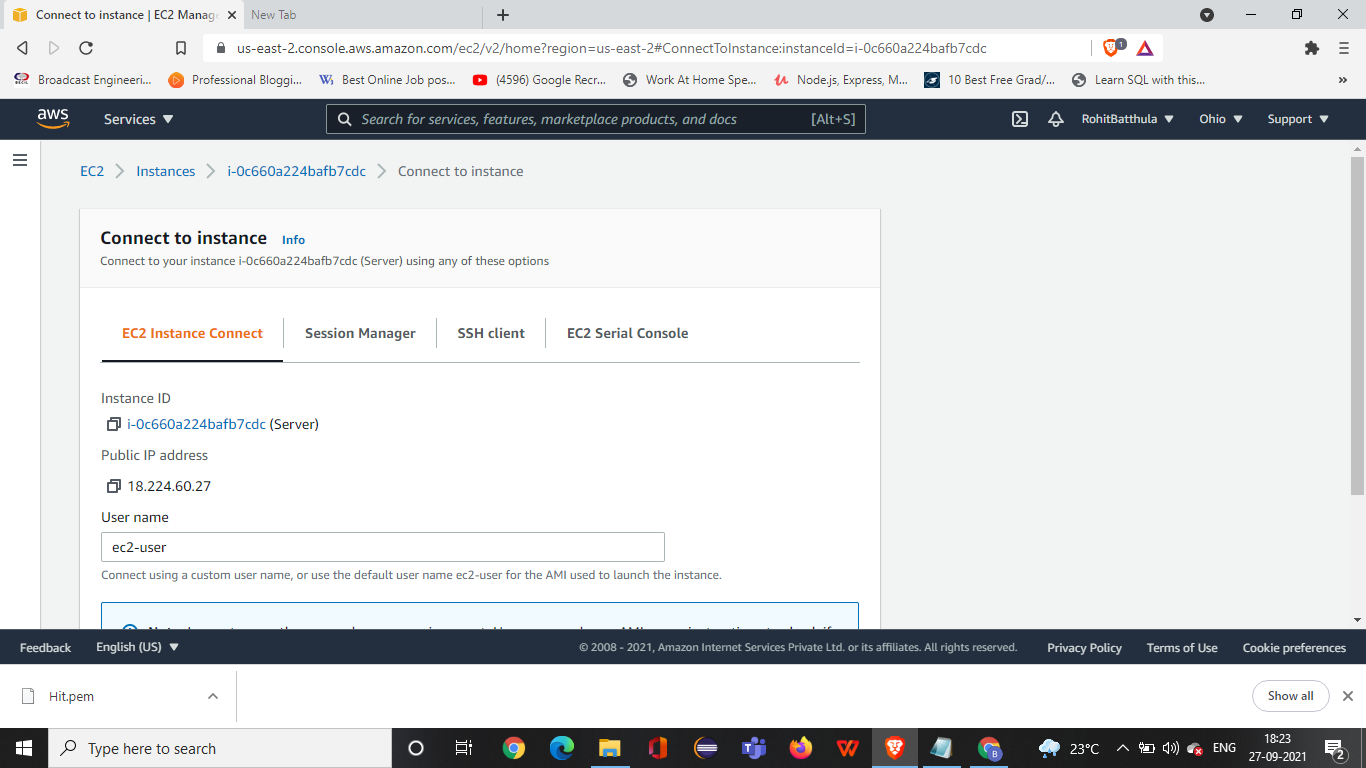 Connect to instance | EC2 Manag
New Tab
us-east-2.console.aws.amazon.com/ec2/v2/home?region=us-east-2#ConnectToInstance:instanceId=i-0c660a224bafb7cdc
1
Broadcast Engineeri...
Professional Bloggi...
Best Online Job pos...
(4596) Google Recr...
Work At Home Spe...
Node.js, Express, M...
10 Best Free Grad/...
Learn SQL with this...
»
aws
Services
Search for services, features, marketplace products, and docs
[Alt+S]
RohitBatthula
Ohio
Support
EC2
Instances
i-0c660a224bafb7cdc
Connect to instance
Connect to instance Info
Connect to your instance i-0c660a224bafb7cdc (Server) using any of these options
EC2 Instance Connect
Session Manager
SSH client
EC2 Serial Console
Instance ID
i-0c660a224bafb7cdc (Server)
Public IP address
18.224.60.27
User name
ec2-user
Connect using a custom user name, or use the default user name ec2-user for the AMI used to launch the instance.
Feedback
English (US)
© 2008 - 2021, Amazon Internet Services Private Ltd. or its affiliates. All rights reserved.
Privacy Policy
Terms of Use
Cookie preferences
Hit.pem
Show all
Type here to search
23°C
ENG
18:23
27-09-2021
2